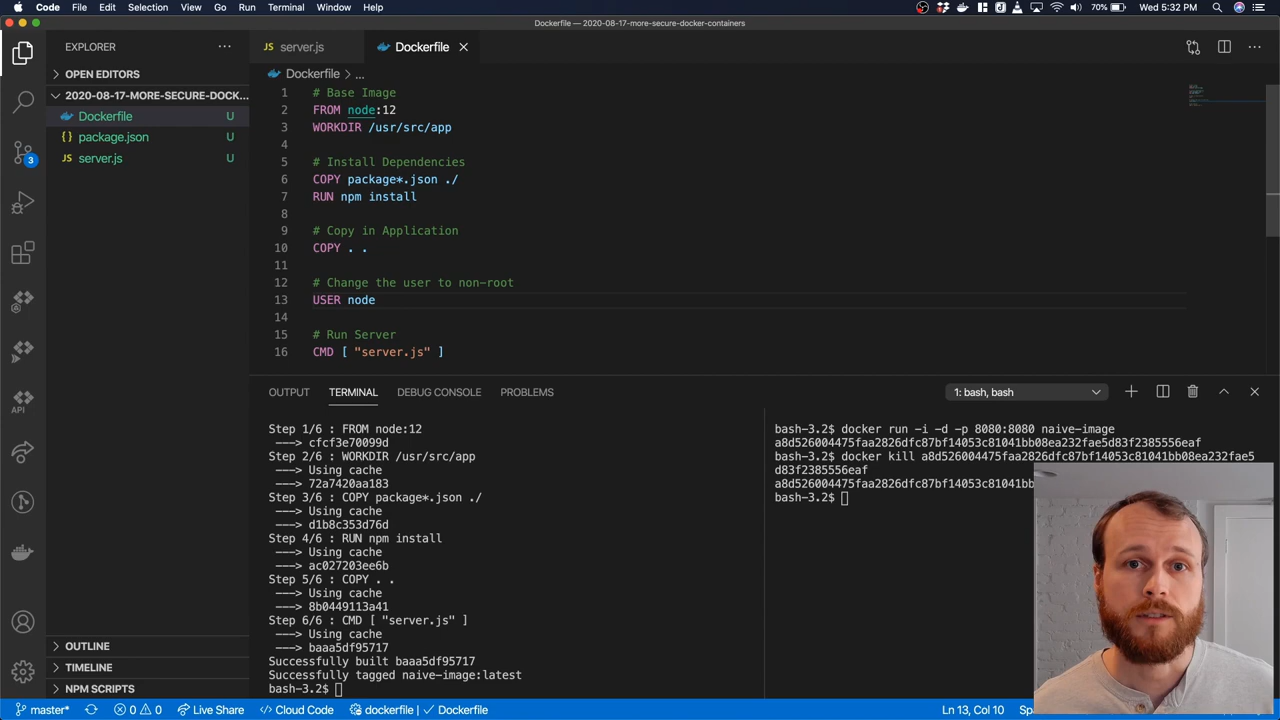 Code File Edit Selection View Go Run Terminal Window Help
70% Wed 5:32 PM
Dockerfile — 2020-08-17-more-secure-docker-containers
EXPLORER
OPEN EDITORS
2020-08-17-MORE-SECURE-DOCK...
Dockerfile U
{} package.json U
JS server.js U
3
API
OUTLINE
TIMELINE
NPM SCRIPTS
JS server.js
Dockerfile
Dockerfile > ...
1 # Base Image
2 FROM node:12
3 WORKDIR /usr/src/app
4
5 # Install Dependencies
6 COPY package*.json ./
7 RUN npm install
8
9 # Copy in Application
10 COPY . .
11
12 # Change the user to non-root
13 USER node
14
15 # Run Server
16 CMD [ "server.js" ]
OUTPUT TERMINAL DEBUG CONSOLE PROBLEMS
1: bash, bash
Step 1/6 : FROM node:12
---> cfcf3e70099d
Step 2/6 : WORKDIR /usr/src/app
---> Using cache
---> 72a7420aa183
Step 3/6 : COPY package*.json ./
---> Using cache
---> d1b8c353d76d
Step 4/6 : RUN npm install
---> Using cache
---> ac027203ee6b
Step 5/6 : COPY . .
---> Using cache
---> 8b0449113a41
Step 6/6 : CMD [ "server.js" ]
---> Using cache
---> baaa5df95717
Successfully built baaa5df95717
Successfully tagged naive-image:latest
bash-3.2$
bash-3.2$ docker run -i -d -p 8080:8080 naive-image
a8d526004475faa2826dfc87bf14053c81041bb08ea232fae5d83f2385556eaf
bash-3.2$ docker kill a8d526004475faa2826dfc87bf14053c81041bb08ea232fae5
d83f2385556eaf
a8d526004475faa2826dfc87bf14053c81041bb
bash-3.2$
master* 0 0 Live Share Cloud Code dockerfile | Dockerfile
Ln 13, Col 10